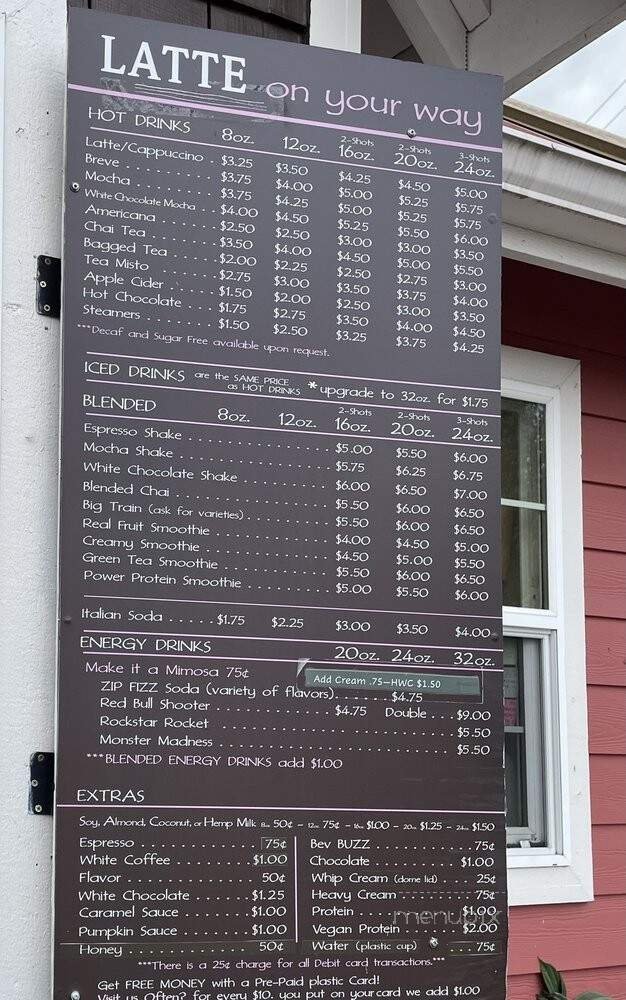 LATTE on your way
HOT DRINKS 8oz. 12oz. 2-Shots 16oz. 2-Shots 20oz. 3-Shots 24oz.
Latte/Cappuccino . $3.25 $3.50 $4.25 $4.50 $5.00
Breve . . . . . . . . . $3.75 $4.00 $5.00 $5.25 $5.75
Mocha . . . . . . . . $3.75 $4.25 $5.00 $5.25 $5.75
White Chocolate Mocha . $4.00 $4.50 $5.25 $5.50 $6.00
Americana . . . . . . $2.50 $2.50 $3.00 $3.00 $3.50
Chai Tea . . . . . . . $3.50 $4.00 $4.50 $5.00 $5.50
Bagged Tea . . . . . $2.00 $2.25 $2.50 $2.75 $3.00
Tea Misto . . . . . . $2.75 $3.00 $3.50 $3.75 $4.00
Apple Cider . . . . . $1.50 $2.00 $2.50 $3.00 $3.50
Hot Chocolate . . . . $1.75 $2.75 $3.50 $4.00 $4.50
Steamers . . . . . . . $1.50 $2.50 $3.25 $3.75 $4.25
***Decaf and Sugar Free available upon request.
ICED DRINKS are the SAME PRICE as HOT DRINKS *upgrade to 32oz. for $1.75
BLENDED 8oz. 12oz. 2-Shots 16oz. 2-Shots 20oz. 3-Shots 24oz.
Espresso Shake . . . . . . . . . . . . . . . $5.00 $5.50 $6.00
Mocha Shake . . . . . . . . . . . . . . . . $5.75 $6.25 $6.75
White Chocolate Shake . . . . . . . . . . $6.00 $6.50 $7.00
Blended Chai . . . . . . . . . . . . . . . . $5.50 $6.00 $6.50
Big Train (ask for varieties) . . . . . . . . . $5.50 $6.00 $6.50
Real Fruit Smoothie . . . . . . . . . . . . $4.00 $4.50 $5.00
Creamy Smoothie . . . . . . . . . . . . . $4.50 $5.00 $5.50
Green Tea Smoothie . . . . . . . . . . . . $5.50 $6.00 $6.50
Power Protein Smoothie . . . . . . . . . . $5.00 $5.50 $6.00
Italian Soda . . . . . $1.75 $2.25 $3.00 $3.50 $4.00
ENERGY DRINKS 20oz. 24oz. 32oz.
Make it a Mimosa 75¢
Add Cream .75—HWC $1.50
ZIP FIZZ Soda (variety of flavors) . . . . . . . $4.75
Red Bull Shooter . . . . . . . . . . . . $4.75 Double . . . $9.00
Rockstar Rocket . . . . . . . . . . . . . . . . . . . . . . . . . $5.50
Monster Madness . . . . . . . . . . . . . . . . . . . . . . . . $5.50
***BLENDED ENERGY DRINKS add $1.00
EXTRAS
Soy, Almond, Coconut, or Hemp Milk 8oz. 50¢ – 12oz. 75¢ – 16oz. $1.00 – 20oz. $1.25 – 24oz. $1.50
Espresso . . . . . . . . . . . . 75¢
White Coffee . . . . . . . . $1.00
Flavor . . . . . . . . . . . . . 50¢
White Chocolate . . . . . . $1.25
Caramel Sauce . . . . . . . $1.00
Pumpkin Sauce . . . . . . . $1.00
Honey . . . . . . . . . . . . . 50¢
Bev BUZZ . . . . . . . . . . . . 75¢
Chocolate . . . . . . . . . . . $1.00
Whip Cream (dome lid) . . . . 25¢
Heavy Cream . . . . . . . . . . 75¢
Protein . . . . . . . . . . . . . $1.00
Vegan Protein . . . . . . . . $2.00
Water (plastic cup) . . . . . . 75¢
***There is a 25¢ charge for all Debit card transactions.***
Get FREE MONEY with a Pre-Paid plastic Card!
Visit us Often? for every $10. you put on your card we add $1.00
menupix